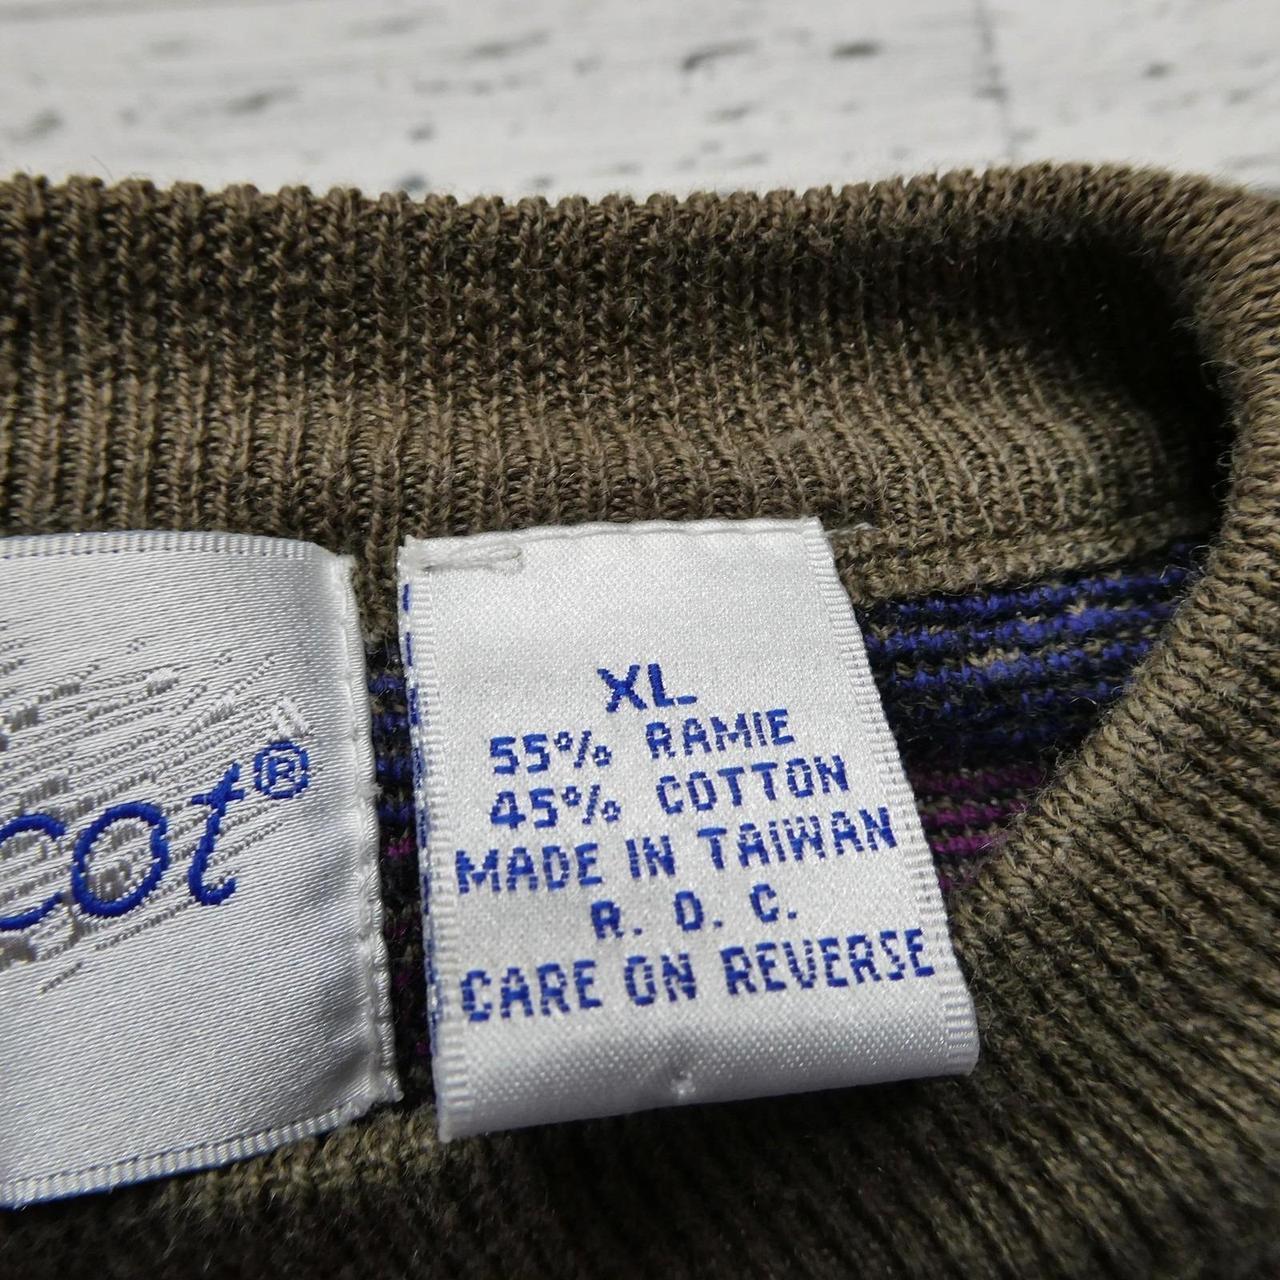 cot®
XL
55% RAMIE
45% COTTON
MADE IN TAIWAN
R. O. C.
CARE ON REVERSE